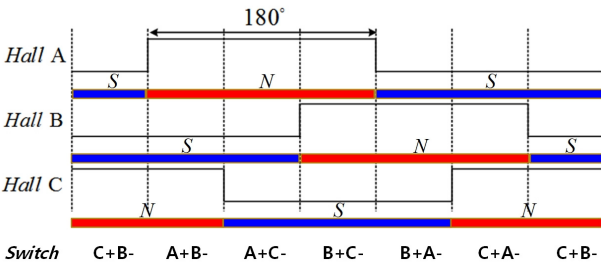 180°
Hall A
S N S
Hall B
S N S
Hall C
N S N
Switch C+B- A+B- A+C- B+C- B+A- C+A- C+B-